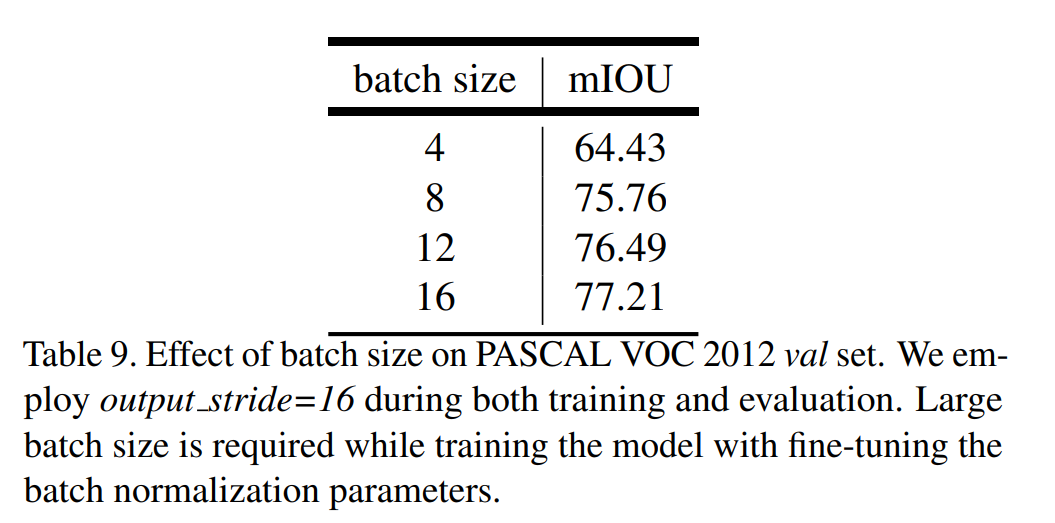 batch size mIOU
4 64.43
8 75.76
12 76.49
16 77.21
Table 9. Effect of batch size on PASCAL VOC 2012 val set. We em-
ploy output_stride=16 during both training and evaluation. Large
batch size is required while training the model with fine-tuning the
batch normalization parameters.